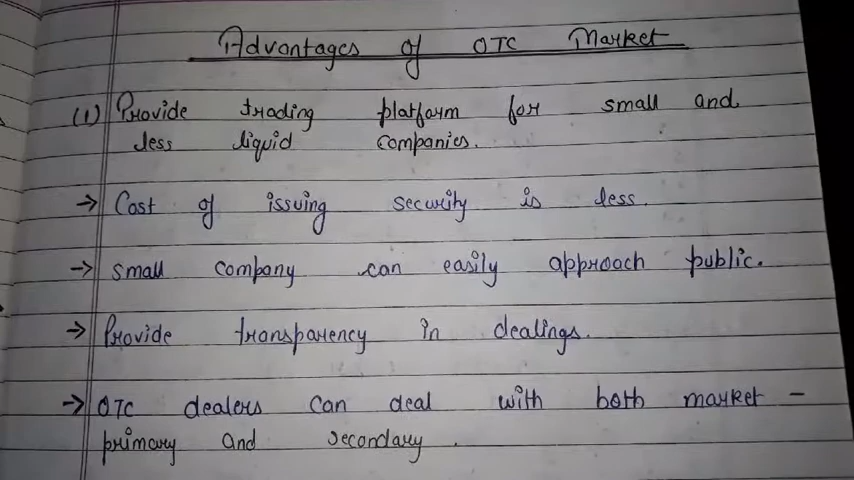 Advantages of OTC Market
(1) Provide trading platform for small and
less liquid companies.
→ Cost of issuing security is less.
→ small company can easily approach public.
→ Provide transparency in dealings.
→ OTC dealers can deal with both market -
primary and secondary.